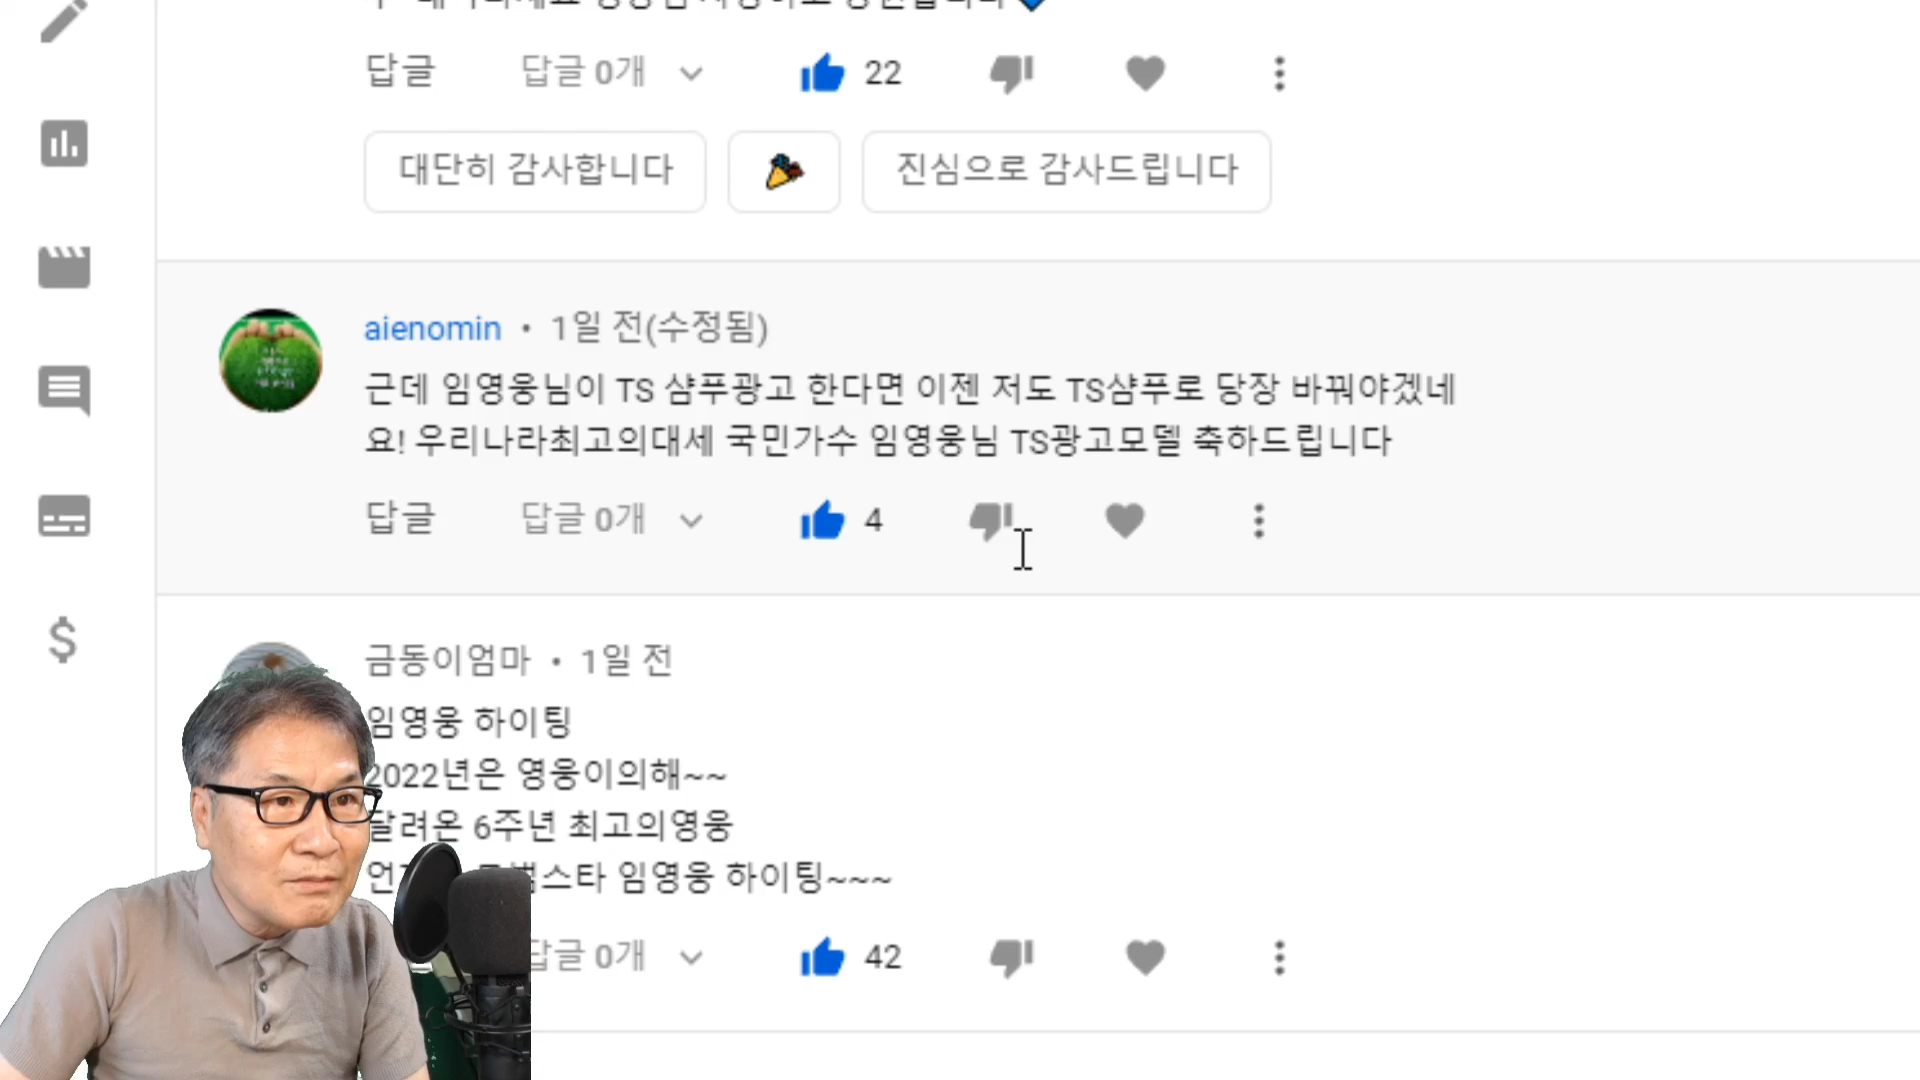 답글 답글 0개 22
대단히 감사합니다 진심으로 감사드립니다
aienomin • 1일 전(수정됨)
근데 임영웅님이 TS 샴푸광고 한다면 이젠 저도 TS샴푸로 당장 바꿔야겠네
요! 우리나라최고의대세 국민가수 임영웅님 TS광고모델 축하드립니다
답글 답글 0개 4
금동이엄마 • 1일 전
임영웅 하이팅
2022년은 영웅이의해~~
달려온 6주년 최고의영웅
임영웅 하이팅~~~
답글 0개 42